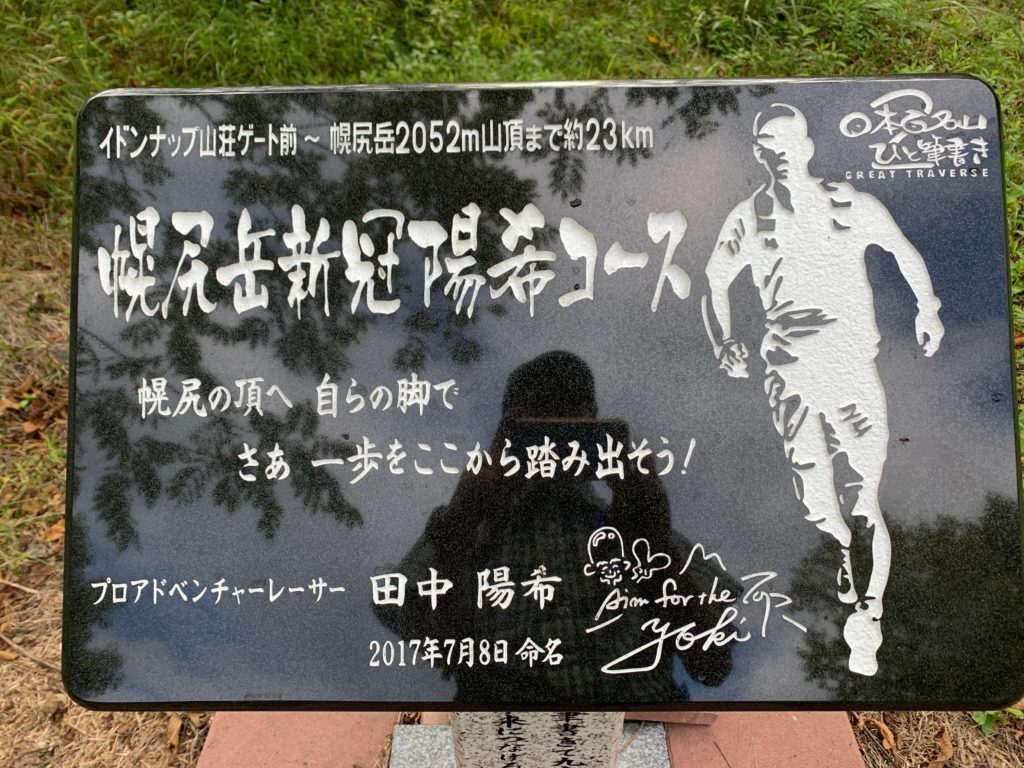 イドンナップ山荘ゲート前 ~ 幌尻岳2052m山頂まで約23km
日本百名山
ひと筆書き
GREAT TRAVERSE
幌尻岳新冠陽希コース
幌尻の頂へ 自らの脚で
さあ 一歩をここから踏み出そう!
プロアドベンチャーレーサー 田中 陽希
Aim for the
yoki
2017年7月8日 命名